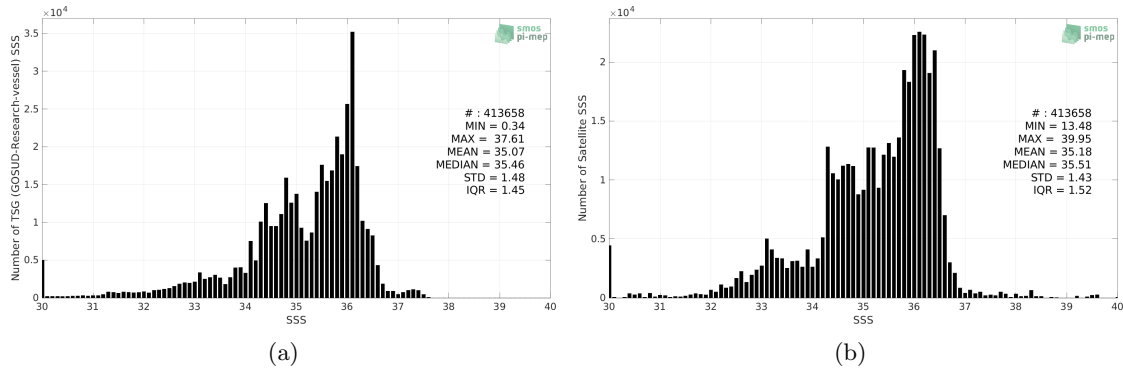 ×10⁴
3.5
3
2.5
2
1.5
1
0.5
0
30 31 32 33 34 35 36 37 38 39 40
SSS
Number of TSG (GOSUD-Research-vessel) SSS
smos
pi-mep
# : 413658
MIN = 0.34
MAX = 37.61
MEAN = 35.07
MEDIAN = 35.46
STD = 1.48
IQR = 1.45
(a)
×10⁴
2
1.5
1
0.5
0
30 31 32 33 34 35 36 37 38 39 40
SSS
Number of Satellite SSS
smos
pi-mep
# : 413658
MIN = 13.48
MAX = 39.95
MEAN = 35.18
MEDIAN = 35.51
STD = 1.43
IQR = 1.52
(b)